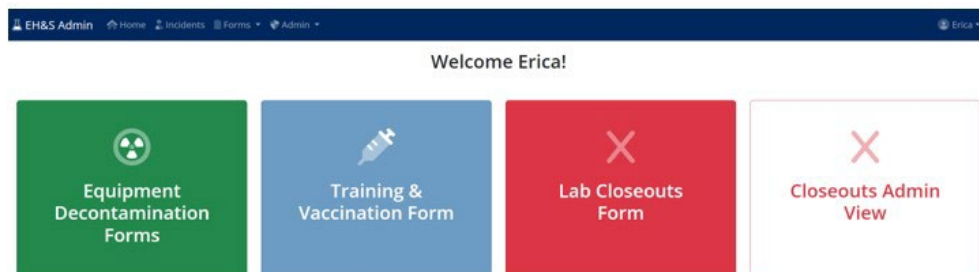 EH&S Admin Home Incidents Forms Admin Erica
Welcome Erica!
Equipment
Decontamination
Forms
Training &
Vaccination Form
Lab Closeouts
Form
Closeouts Admin
View